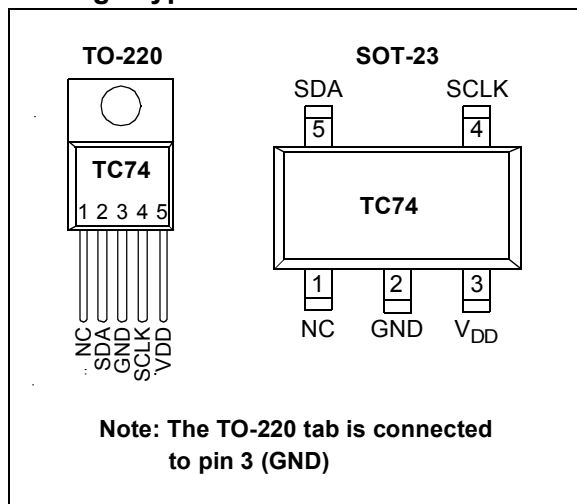 TO-220
TC74
1 2 3 4 5
NC
SDA
GND
SCLK
VDD
SOT-23
SDA
SCLK
5
4
TC74
1
2
3
NC
GND
VDD
Note: The TO-220 tab is connected
to pin 3 (GND)